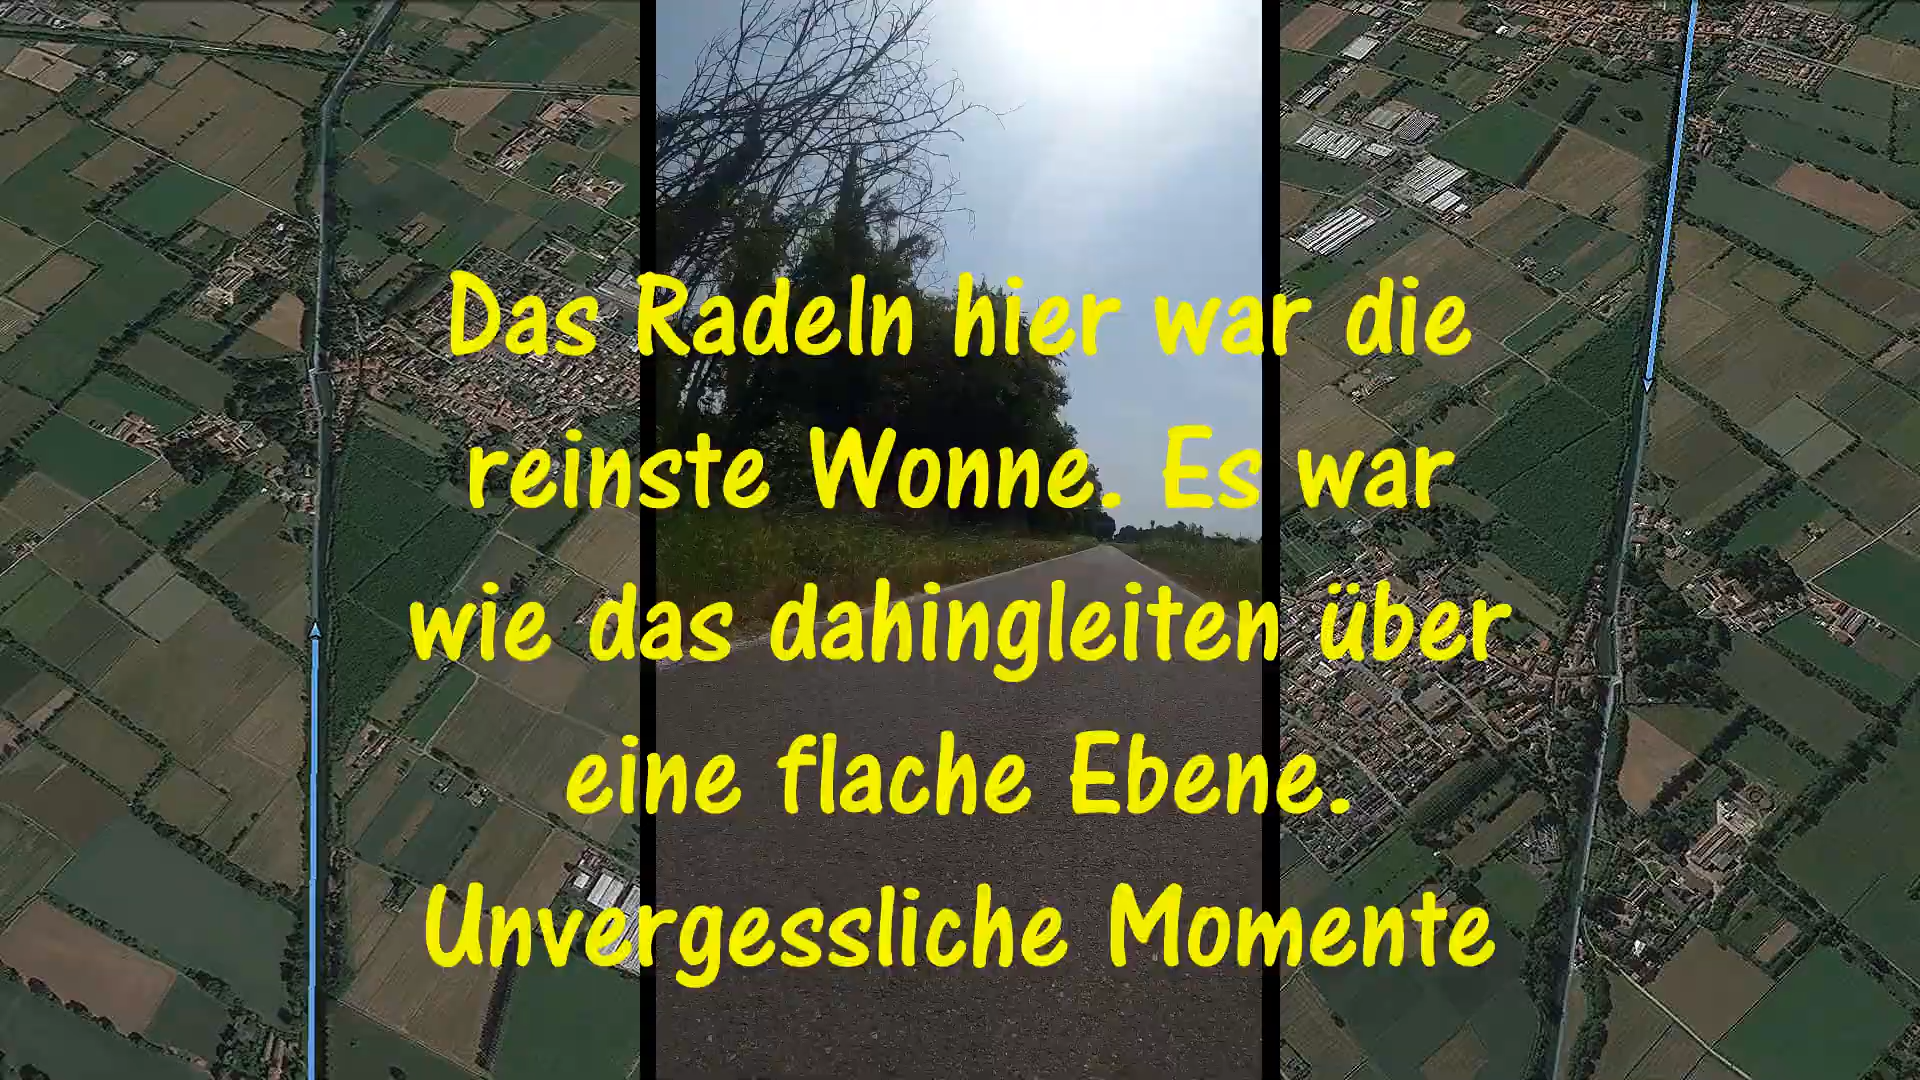 Das Radeln hier war die
reinste Wonne. Es war
wie das dahingleiten über
eine flache Ebene.
Unvergessliche Momente